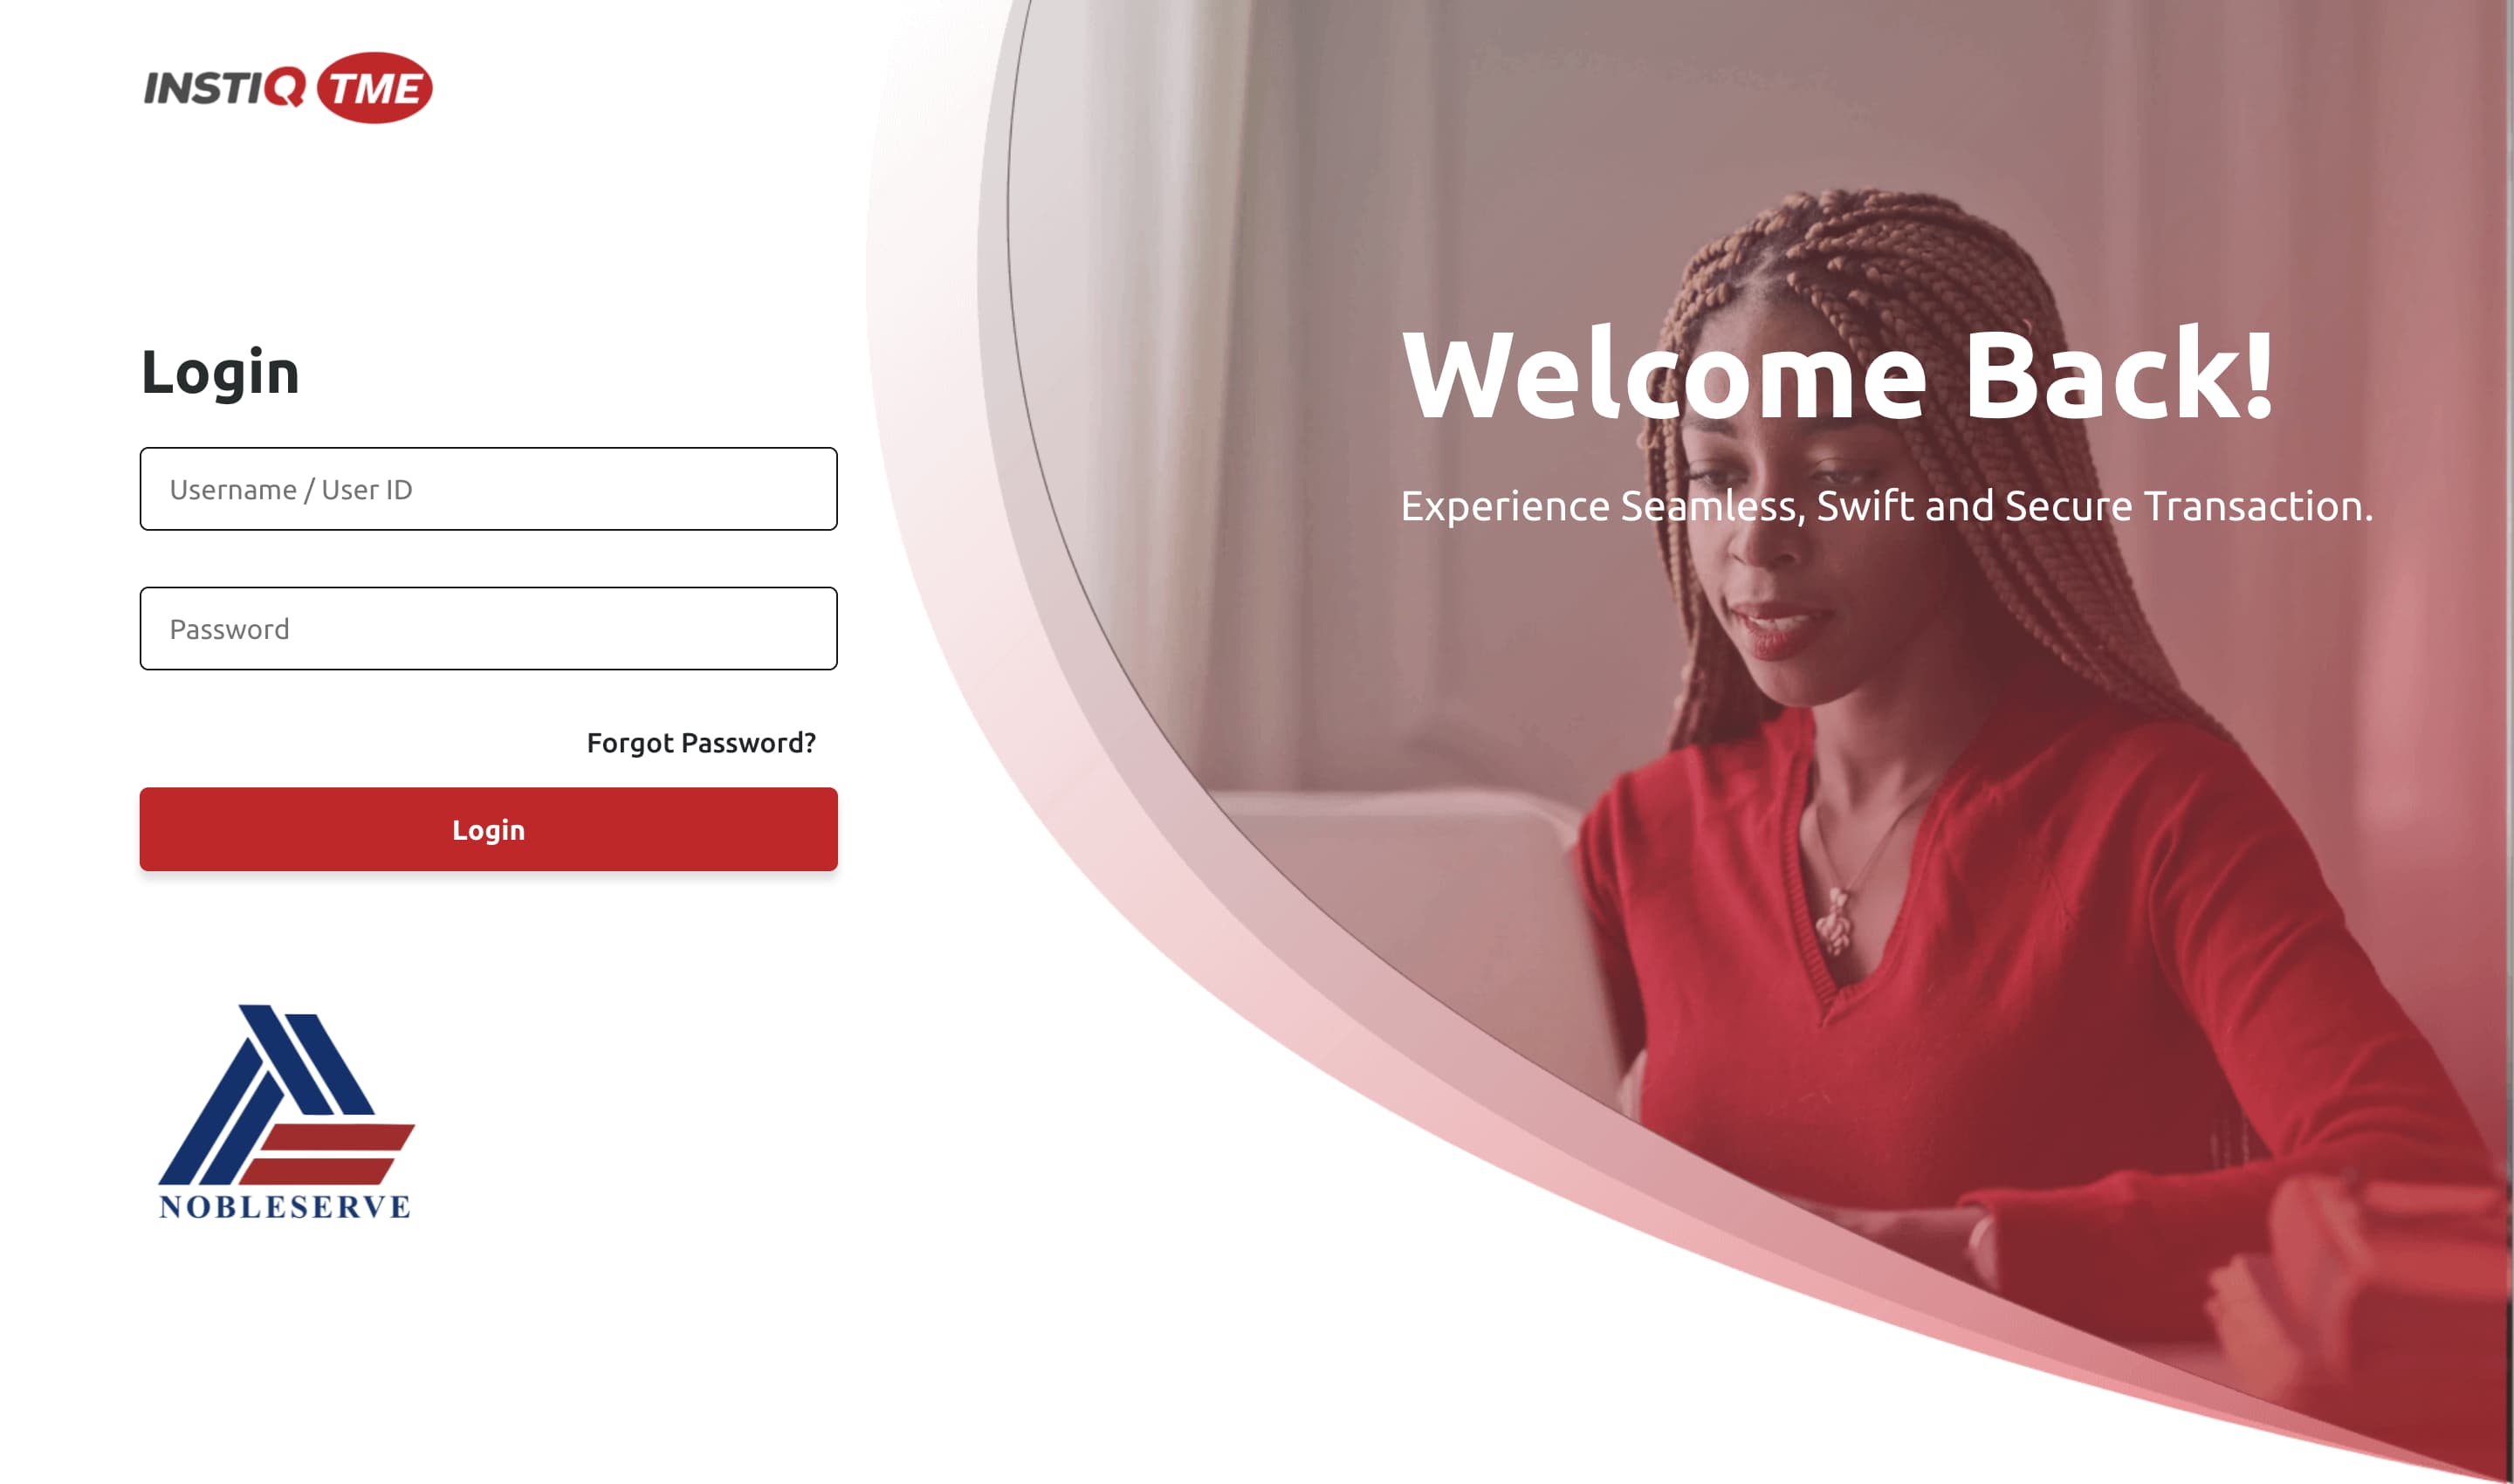 INSTIQ TME
Login
Username / User ID
Password
Forgot Password?
Login
NOBLESERVE
Welcome Back!
Experience Seamless, Swift and Secure Transaction.